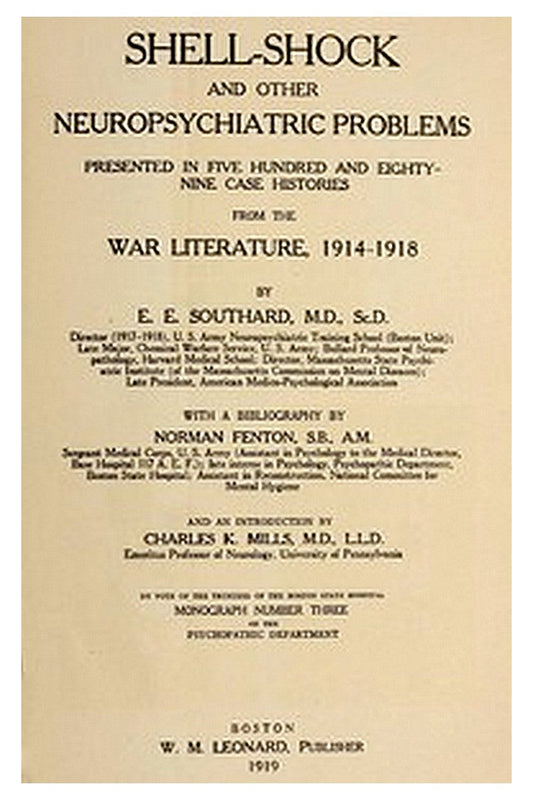 SHELL-SHOCK
AND OTHER
NEUROPSYCHIATRIC PROBLEMS
PRESENTED IN FIVE HUNDRED AND EIGHTY-
NINE CASE HISTORIES
FROM THE
WAR LITERATURE, 1914-1918
BY
E. E. SOUTHARD, M.D., Sc.D.
Director (1917-1918), U. S. Army Neuropsychiatric Training School (Boston Unit);
Late Major, Chemical Warfare Service, U. S. Army; Bullard Professor of Neuro-
pathology, Harvard Medical School; Director, Massachusetts State Psychi-
atric Institute (of the Massachusetts Commission on Mental Diseases);
Late President, American Medico-Psychological Association
WITH A BIBLIOGRAPHY BY
NORMAN FENTON, S.B., A.M.
Sergeant Medical Corps, U. S. Army (Assistant in Psychology to the Medical Director,
Base Hospital 117 A. E. F.); late interne in Psychology, Psychopathic Department,
Boston State Hospital; Assistant in Reconstruction, National Committee for
Mental Hygiene
AND AN INTRODUCTION BY
CHARLES K. MILLS, M.D., LL.D.
Emeritus Professor of Neurology, University of Pennsylvania
BY VOTE OF THE TRUSTEES OF THE BOSTON STATE HOSPITAL
MONOGRAPH NUMBER THREE
OF THE
PSYCHOPATHIC DEPARTMENT
BOSTON
W. M. LEONARD, PUBLISHER
1919